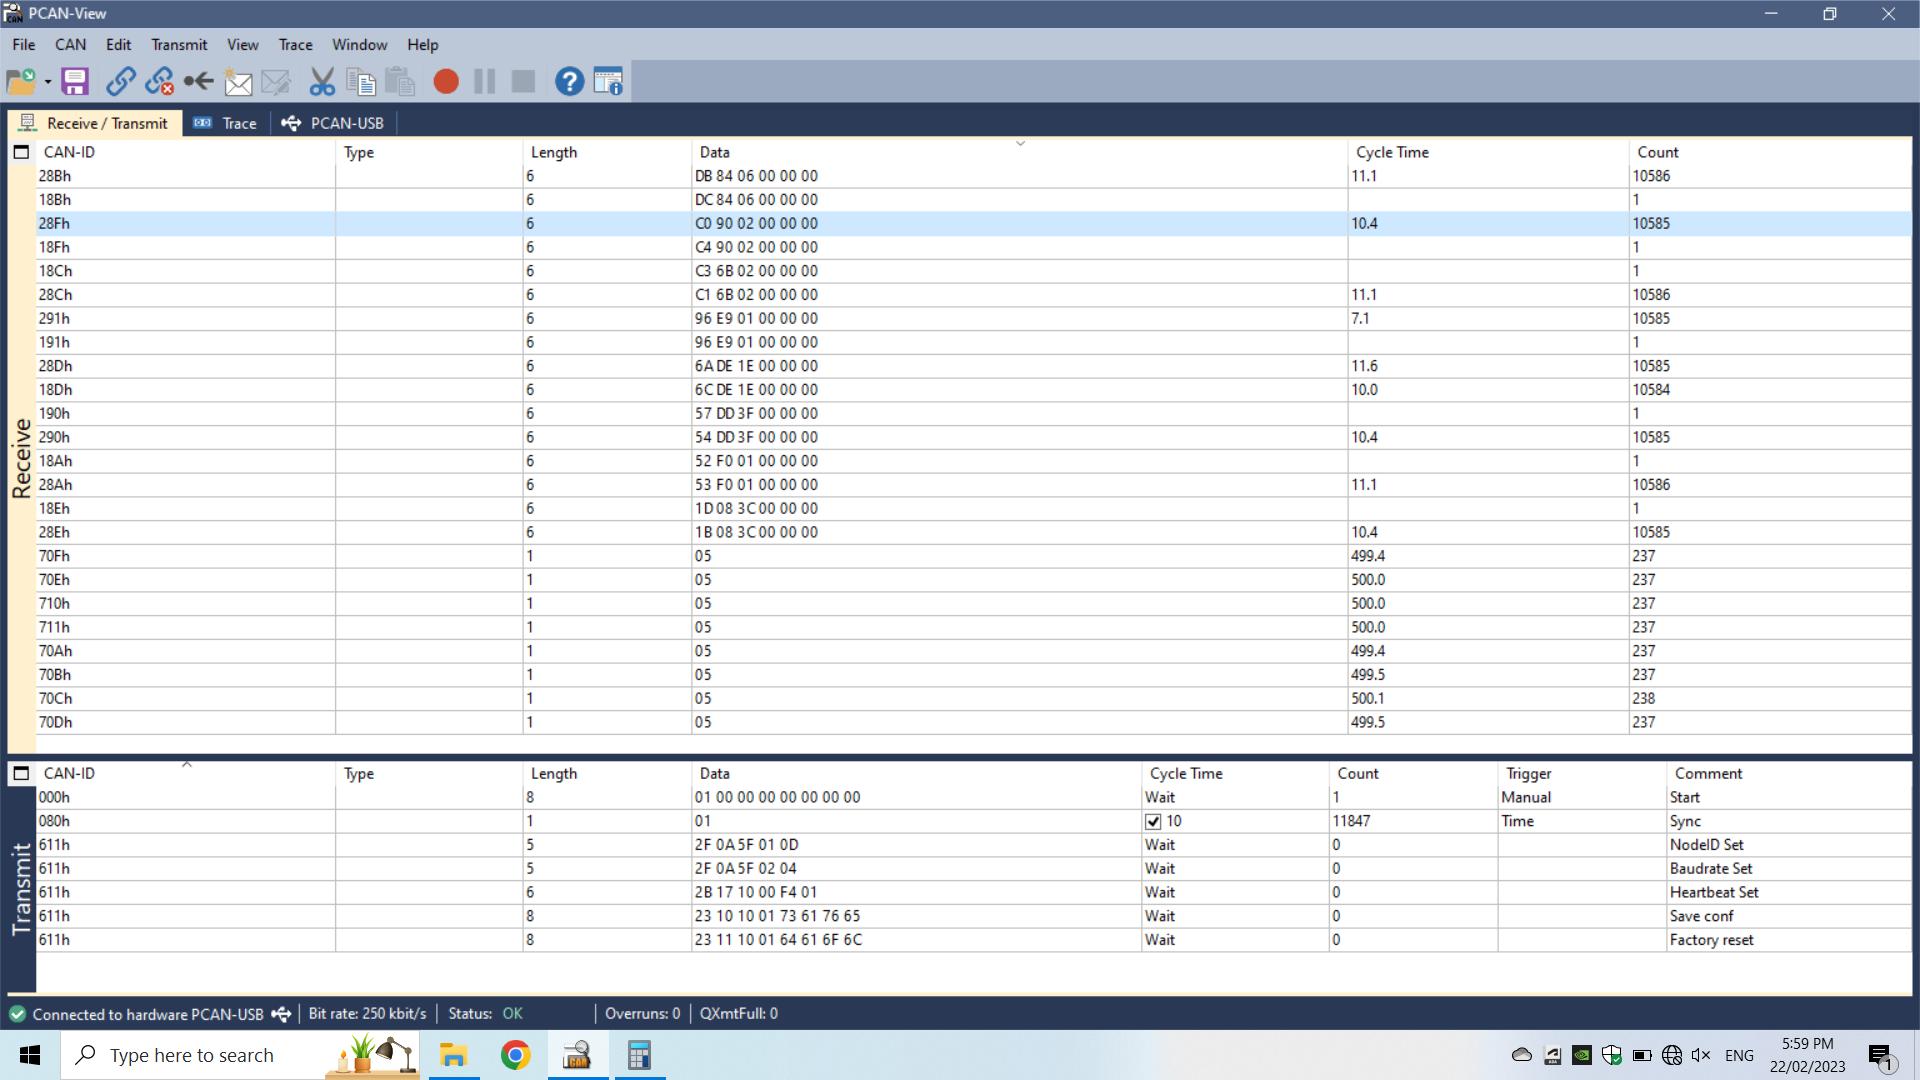 PCAN-View
File CAN Edit Transmit View Trace Window Help
Receive / Transmit Trace PCAN-USB
CAN-ID Type Length Data Cycle Time Count
28Bh 6 DB 84 06 00 00 00 11.1 10586
18Bh 6 DC 84 06 00 00 00 1
28Fh 6 C0 90 02 00 00 00 10.4 10585
18Fh 6 C4 90 02 00 00 00 1
18Ch 6 C3 6B 02 00 00 00 1
28Ch 6 C1 6B 02 00 00 00 11.1 10586
291h 6 96 E9 01 00 00 00 7.1 10585
191h 6 96 E9 01 00 00 00 1
28Dh 6 6A DE 1E 00 00 00 11.6 10585
18Dh 6 6C DE 1E 00 00 00 10.0 10584
190h 6 57 DD 3F 00 00 00 1
290h 6 54 DD 3F 00 00 00 10.4 10585
18Ah 6 52 F0 01 00 00 00 1
28Ah 6 53 F0 01 00 00 00 11.1 10586
18Eh 6 1D 08 3C 00 00 00 1
28Eh 6 1B 08 3C 00 00 00 10.4 10585
70Fh 1 05 499.4 237
70Eh 1 05 500.0 237
710h 1 05 500.0 237
711h 1 05 500.0 237
70Ah 1 05 499.4 237
70Bh 1 05 499.5 237
70Ch 1 05 500.1 238
70Dh 1 05 499.5 237
Receive
CAN-ID Type Length Data Cycle Time Count Trigger Comment
000h 8 01 00 00 00 00 00 00 00 Wait 1 Manual Start
080h 1 01 10 11847 Time Sync
611h 5 2F 0A 5F 01 0D Wait 0 NodeID Set
611h 5 2F 0A 5F 02 04 Wait 0 Baudrate Set
611h 6 2B 17 10 00 F4 01 Wait 0 Heartbeat Set
611h 8 23 10 10 01 73 61 76 65 Wait 0 Save conf
611h 8 23 11 10 01 64 61 6F 6C Wait 0 Factory reset
Transmit
Connected to hardware PCAN-USB Bit rate: 250 kbit/s Status: OK Overruns: 0 QXmtFull: 0
Type here to search
ENG
5:59 PM
22/02/2023
1